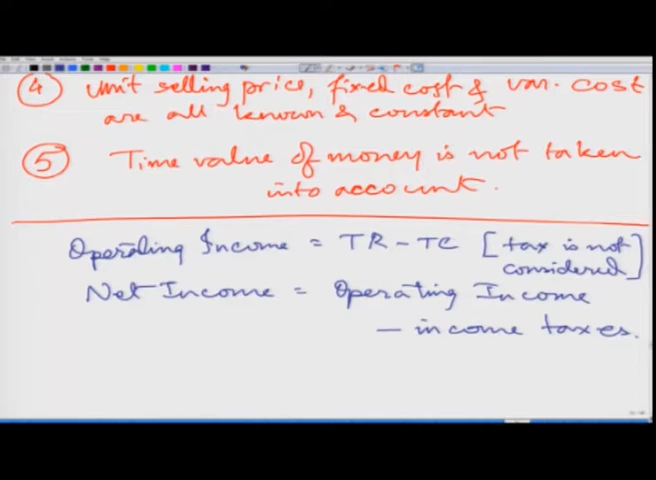 ④ Unit selling price, fixed cost & var. cost
are all known & constant
⑤ Time value of money is not taken
into account.
Operating Income = TR - TC [tax is not
considered]
Net Income = Operating Income
- income taxes.